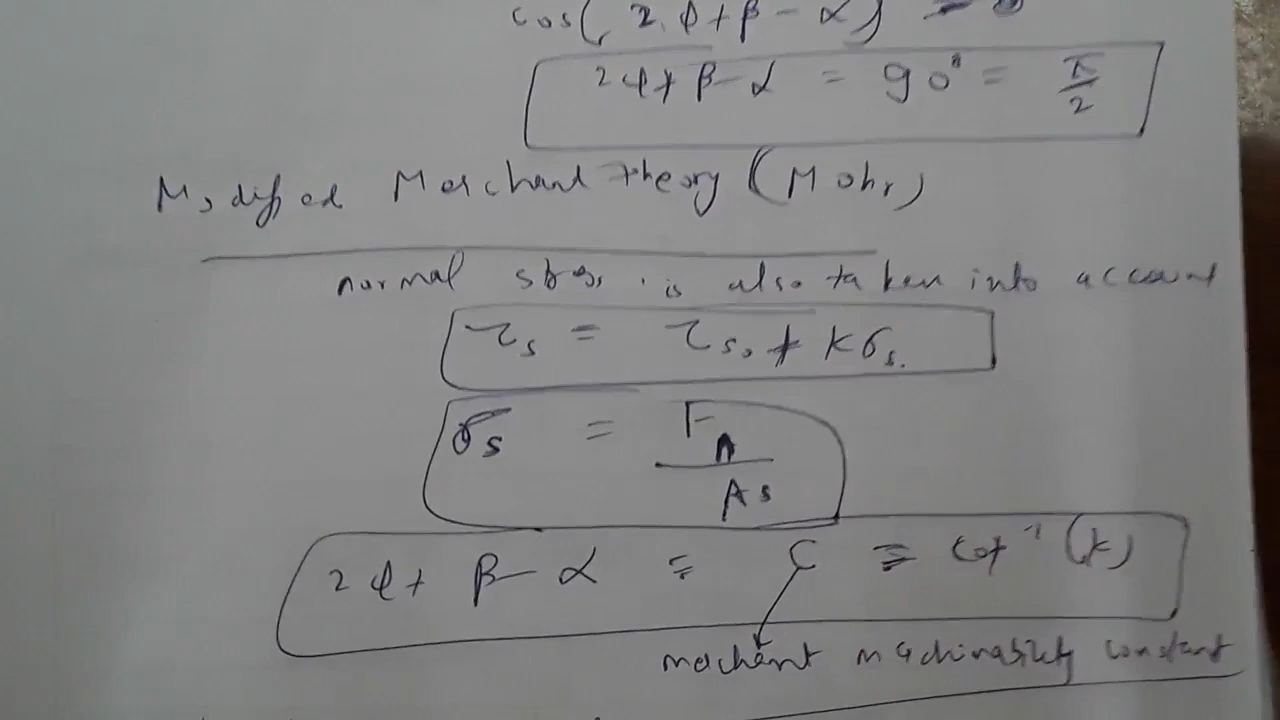 cos(2φ+β-α) = 0
2φ+β-α = 90° = π/2
Modified Merchant theory (Mohr)
normal stress is also taken into account
τs = τs₀ + kσs.
σs = Fn/As
2φ+β-α = C = cot⁻¹(k)
merchant machinability constant